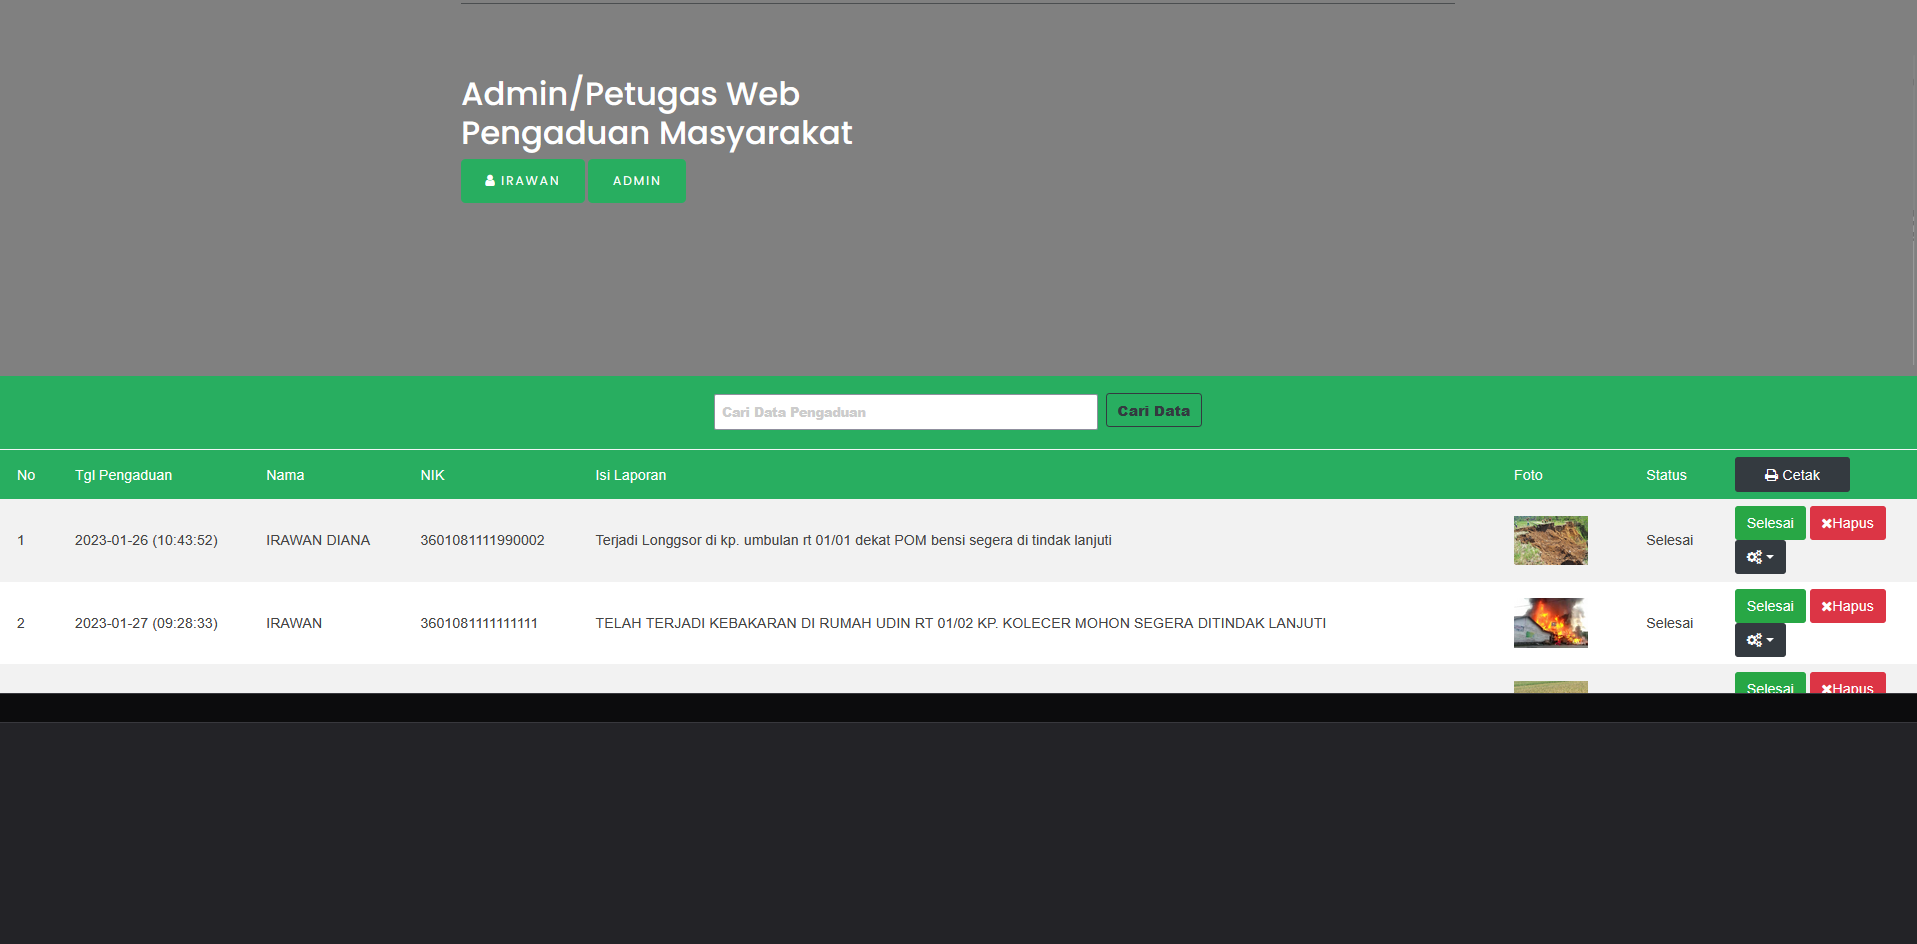 Admin/Petugas Web
Pengaduan Masyarakat
IRAWAN ADMIN
Cari Data Pengaduan Cari Data
No Tgl Pengaduan Nama NIK Isi Laporan Foto Status Cetak
1 2023-01-26 (10:43:52) IRAWAN DIANA 3601081111990002 Terjadi Longgsor di kp. umbulan rt 01/01 dekat POM bensi segera di tindak lanjuti Selesai Selesai Hapus
2 2023-01-27 (09:28:33) IRAWAN 3601081111111111 TELAH TERJADI KEBAKARAN DI RUMAH UDIN RT 01/02 KP. KOLECER MOHON SEGERA DITINDAK LANJUTI Selesai Selesai Hapus
Selesai Hapus